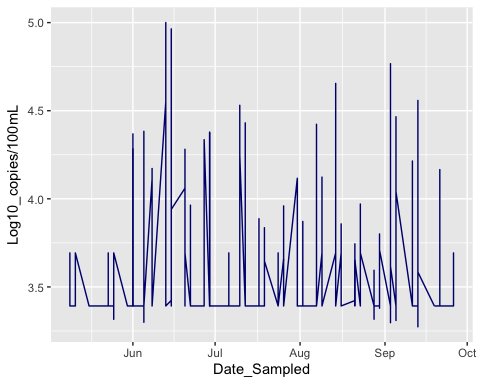 5.0
4.5
4.0
3.5
Log10_copies/100mL
Jun Jul Aug Sep Oct
Date_Sampled